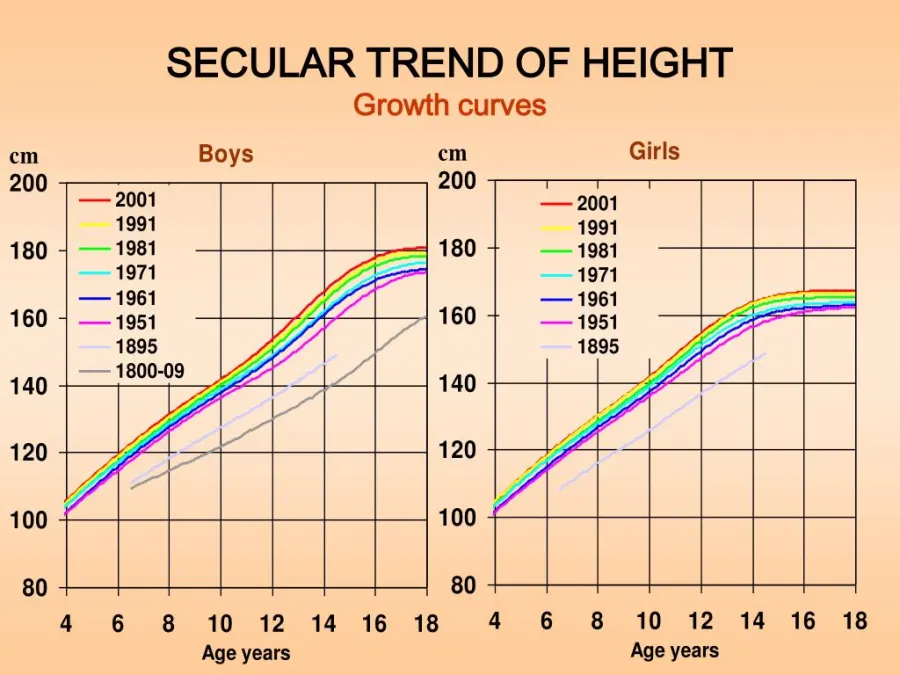 SECULAR TREND OF HEIGHT
Growth curves
cm
Boys
200
180
160
140
120
100
80
2001
1991
1981
1971
1961
1951
1895
1800-09
4 6 8 10 12 14 16 18
Age years
cm
Girls
200
180
160
140
120
100
80
2001
1991
1981
1971
1961
1951
1895
4 6 8 10 12 14 16 18
Age years